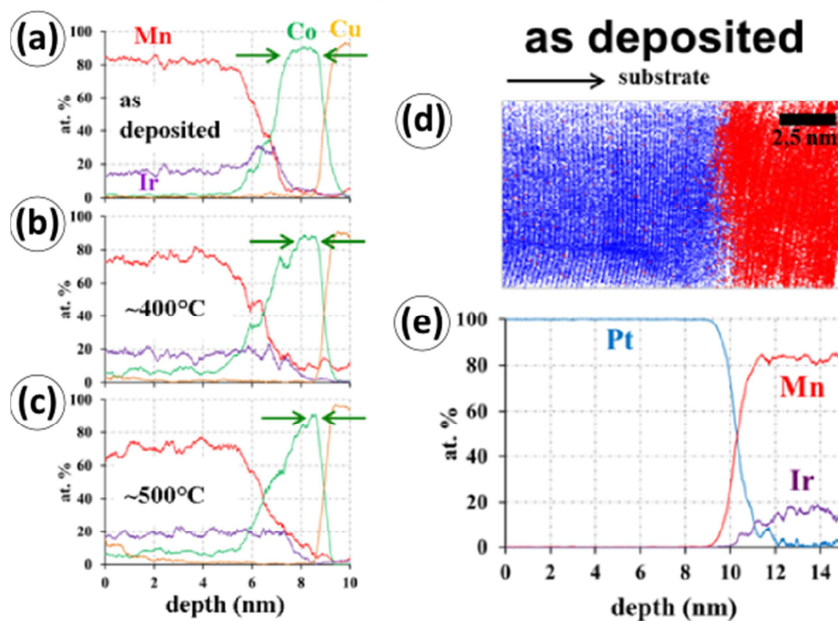 (a)
Mn
Co
Cu
100
80
60
40
20
0
at. %
as
deposited
Ir
(b)
100
80
60
40
20
0
at. %
~400°C
(c)
100
80
60
40
20
0
at. %
~500°C
0 2 4 6 8 10
depth (nm)
as deposited
substrate
(d)
2,5 nm
(e)
100
80
60
40
20
0
at. %
Pt
Mn
Ir
0 2 4 6 8 10 12 14
depth (nm)